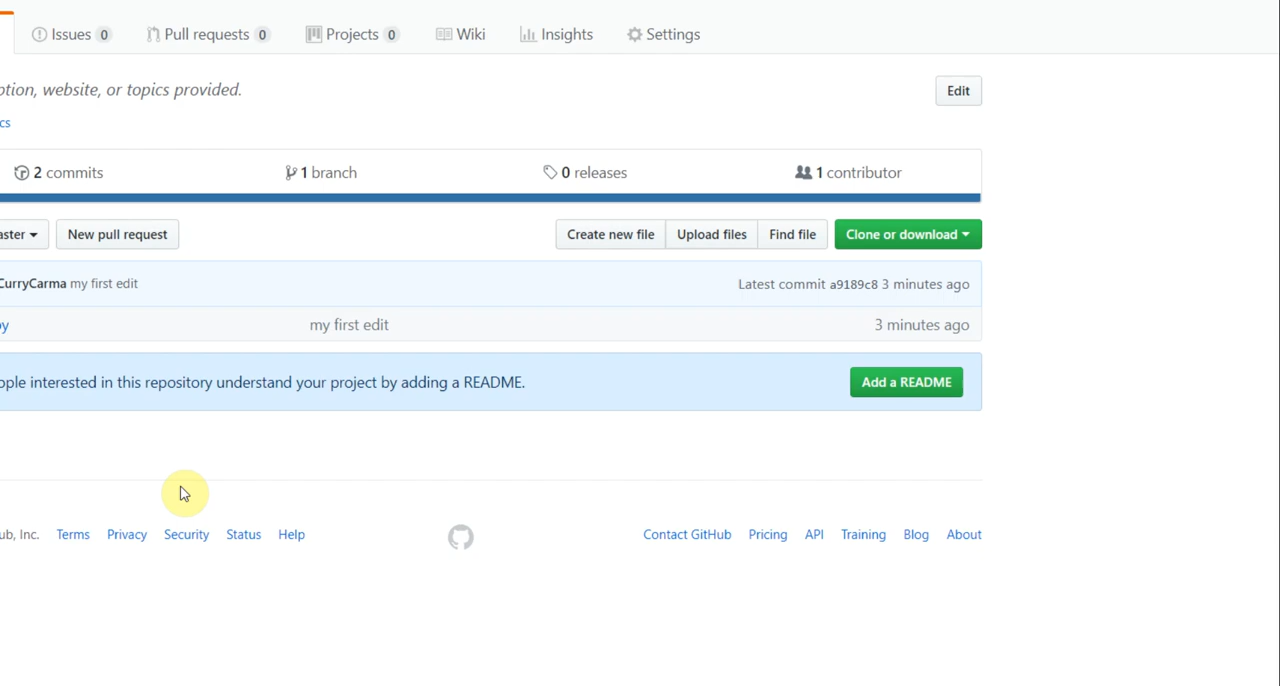 Issues 0 Pull requests 0 Projects 0 Wiki Insights Settings
ption, website, or topics provided.
Edit
cs
2 commits 1 branch 0 releases 1 contributor
aster New pull request Create new file Upload files Find file Clone or download
CurryCarma my first edit Latest commit a9189c8 3 minutes ago
py my first edit 3 minutes ago
ople interested in this repository understand your project by adding a README. Add a README
ub, Inc. Terms Privacy Security Status Help Contact GitHub Pricing API Training Blog About